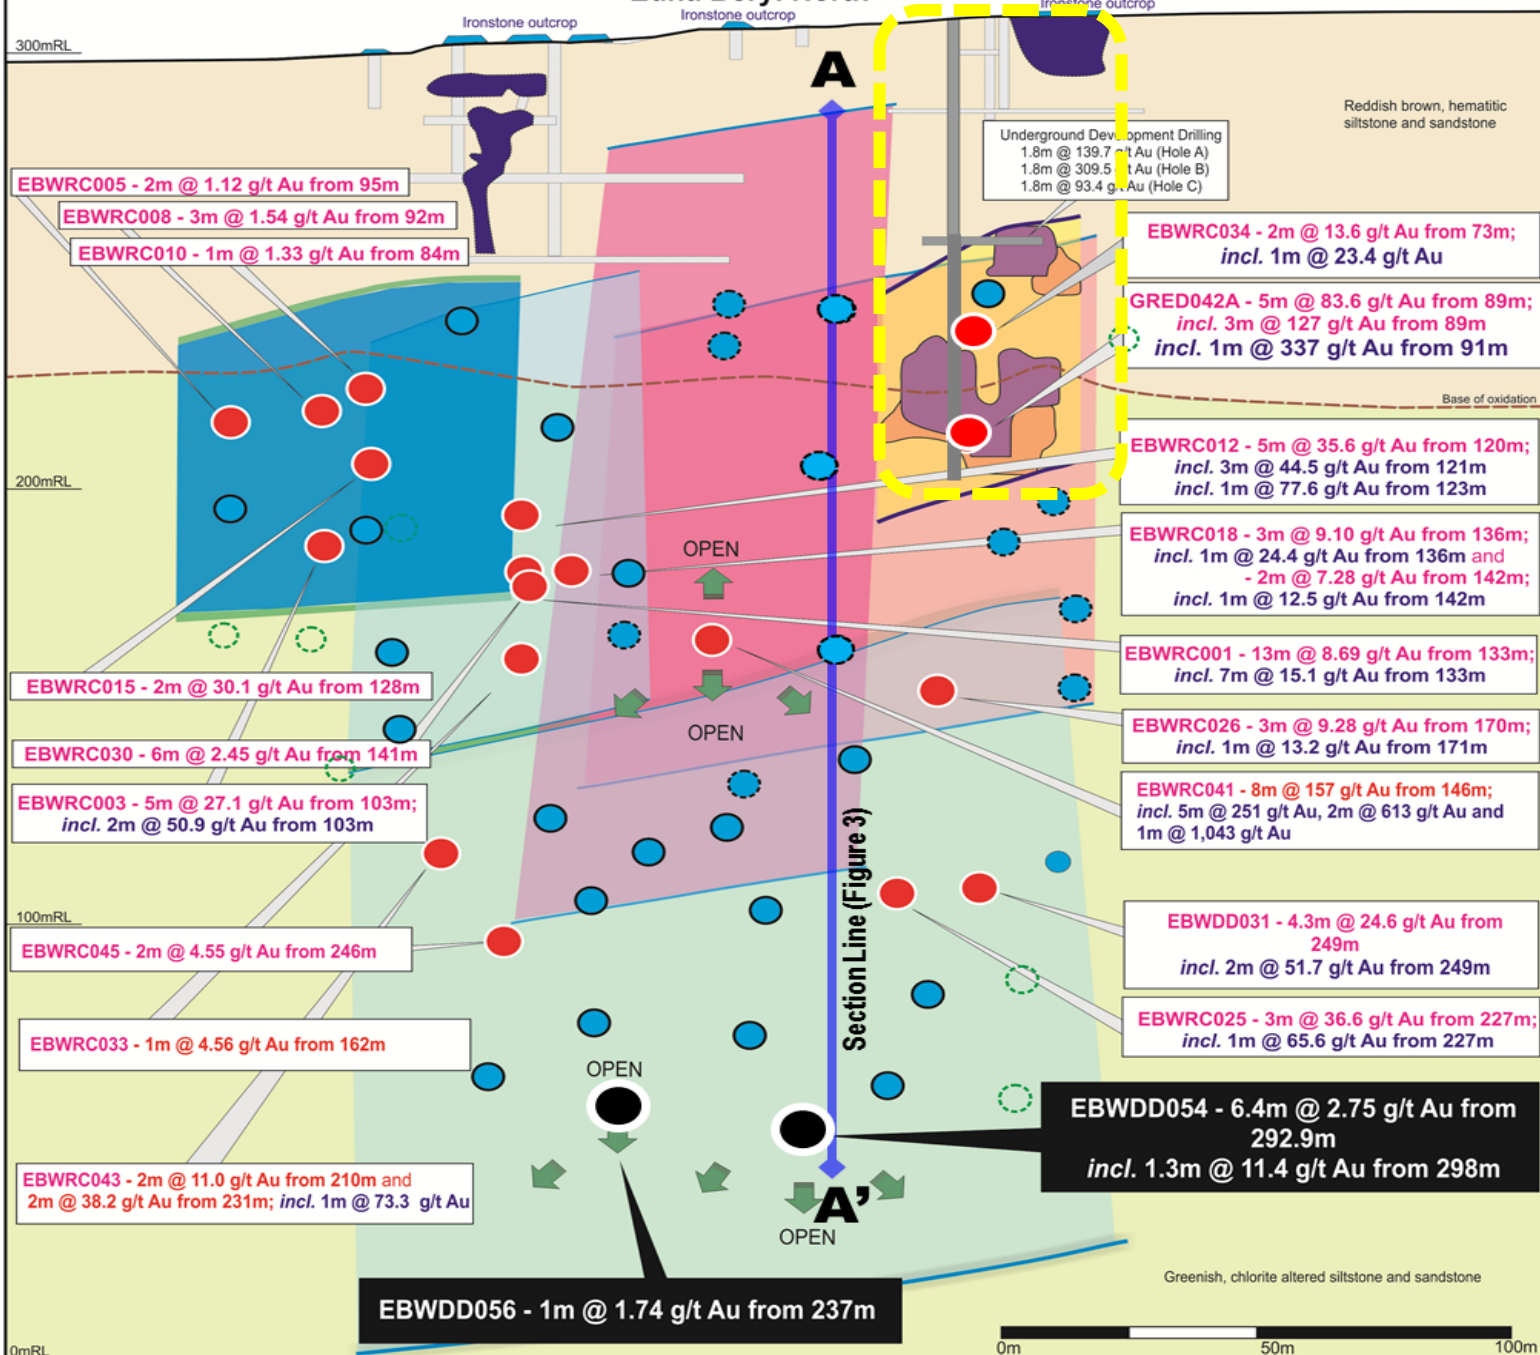 Ironstone outcrop
Ironstone outcrop
Ironstone outcrop
300mRL
A
Reddish brown, hematitic
siltstone and sandstone
Underground Development Drilling
1.8m @ 139.7 g/t Au (Hole A)
1.8m @ 309.5 g/t Au (Hole B)
1.8m @ 93.4 g/t Au (Hole C)
EBWRC005 - 2m @ 1.12 g/t Au from 95m
EBWRC008 - 3m @ 1.54 g/t Au from 92m
EBWRC010 - 1m @ 1.33 g/t Au from 84m
EBWRC034 - 2m @ 13.6 g/t Au from 73m;
incl. 1m @ 23.4 g/t Au
GRED042A - 5m @ 83.6 g/t Au from 89m;
incl. 3m @ 127 g/t Au from 89m
incl. 1m @ 337 g/t Au from 91m
Base of oxidation
EBWRC012 - 5m @ 35.6 g/t Au from 120m;
incl. 3m @ 44.5 g/t Au from 121m
incl. 1m @ 77.6 g/t Au from 123m
200mRL
OPEN
EBWRC018 - 3m @ 9.10 g/t Au from 136m;
incl. 1m @ 24.4 g/t Au from 136m and
- 2m @ 7.28 g/t Au from 142m;
incl. 1m @ 12.5 g/t Au from 142m
EBWRC001 - 13m @ 8.69 g/t Au from 133m;
incl. 7m @ 15.1 g/t Au from 133m
EBWRC015 - 2m @ 30.1 g/t Au from 128m
OPEN
EBWRC026 - 3m @ 9.28 g/t Au from 170m;
incl. 1m @ 13.2 g/t Au from 171m
EBWRC030 - 6m @ 2.45 g/t Au from 141m
EBWRC003 - 5m @ 27.1 g/t Au from 103m;
incl. 2m @ 50.9 g/t Au from 103m
EBWRC041 - 8m @ 157 g/t Au from 146m;
incl. 5m @ 251 g/t Au, 2m @ 613 g/t Au and
1m @ 1,043 g/t Au
Section Line (Figure 3)
100mRL
EBWRC045 - 2m @ 4.55 g/t Au from 246m
EBWDD031 - 4.3m @ 24.6 g/t Au from
249m
incl. 2m @ 51.7 g/t Au from 249m
EBWRC025 - 3m @ 36.6 g/t Au from 227m;
incl. 1m @ 65.6 g/t Au from 227m
EBWRC033 - 1m @ 4.56 g/t Au from 162m
OPEN
EBWDD054 - 6.4m @ 2.75 g/t Au from
292.9m
incl. 1.3m @ 11.4 g/t Au from 298m
EBWRC043 - 2m @ 11.0 g/t Au from 210m and
2m @ 38.2 g/t Au from 231m; incl. 1m @ 73.3 g/t Au
A'
OPEN
Greenish, chlorite altered siltstone and sandstone
EBWDD056 - 1m @ 1.74 g/t Au from 237m
0mRL
0m 50m 100m